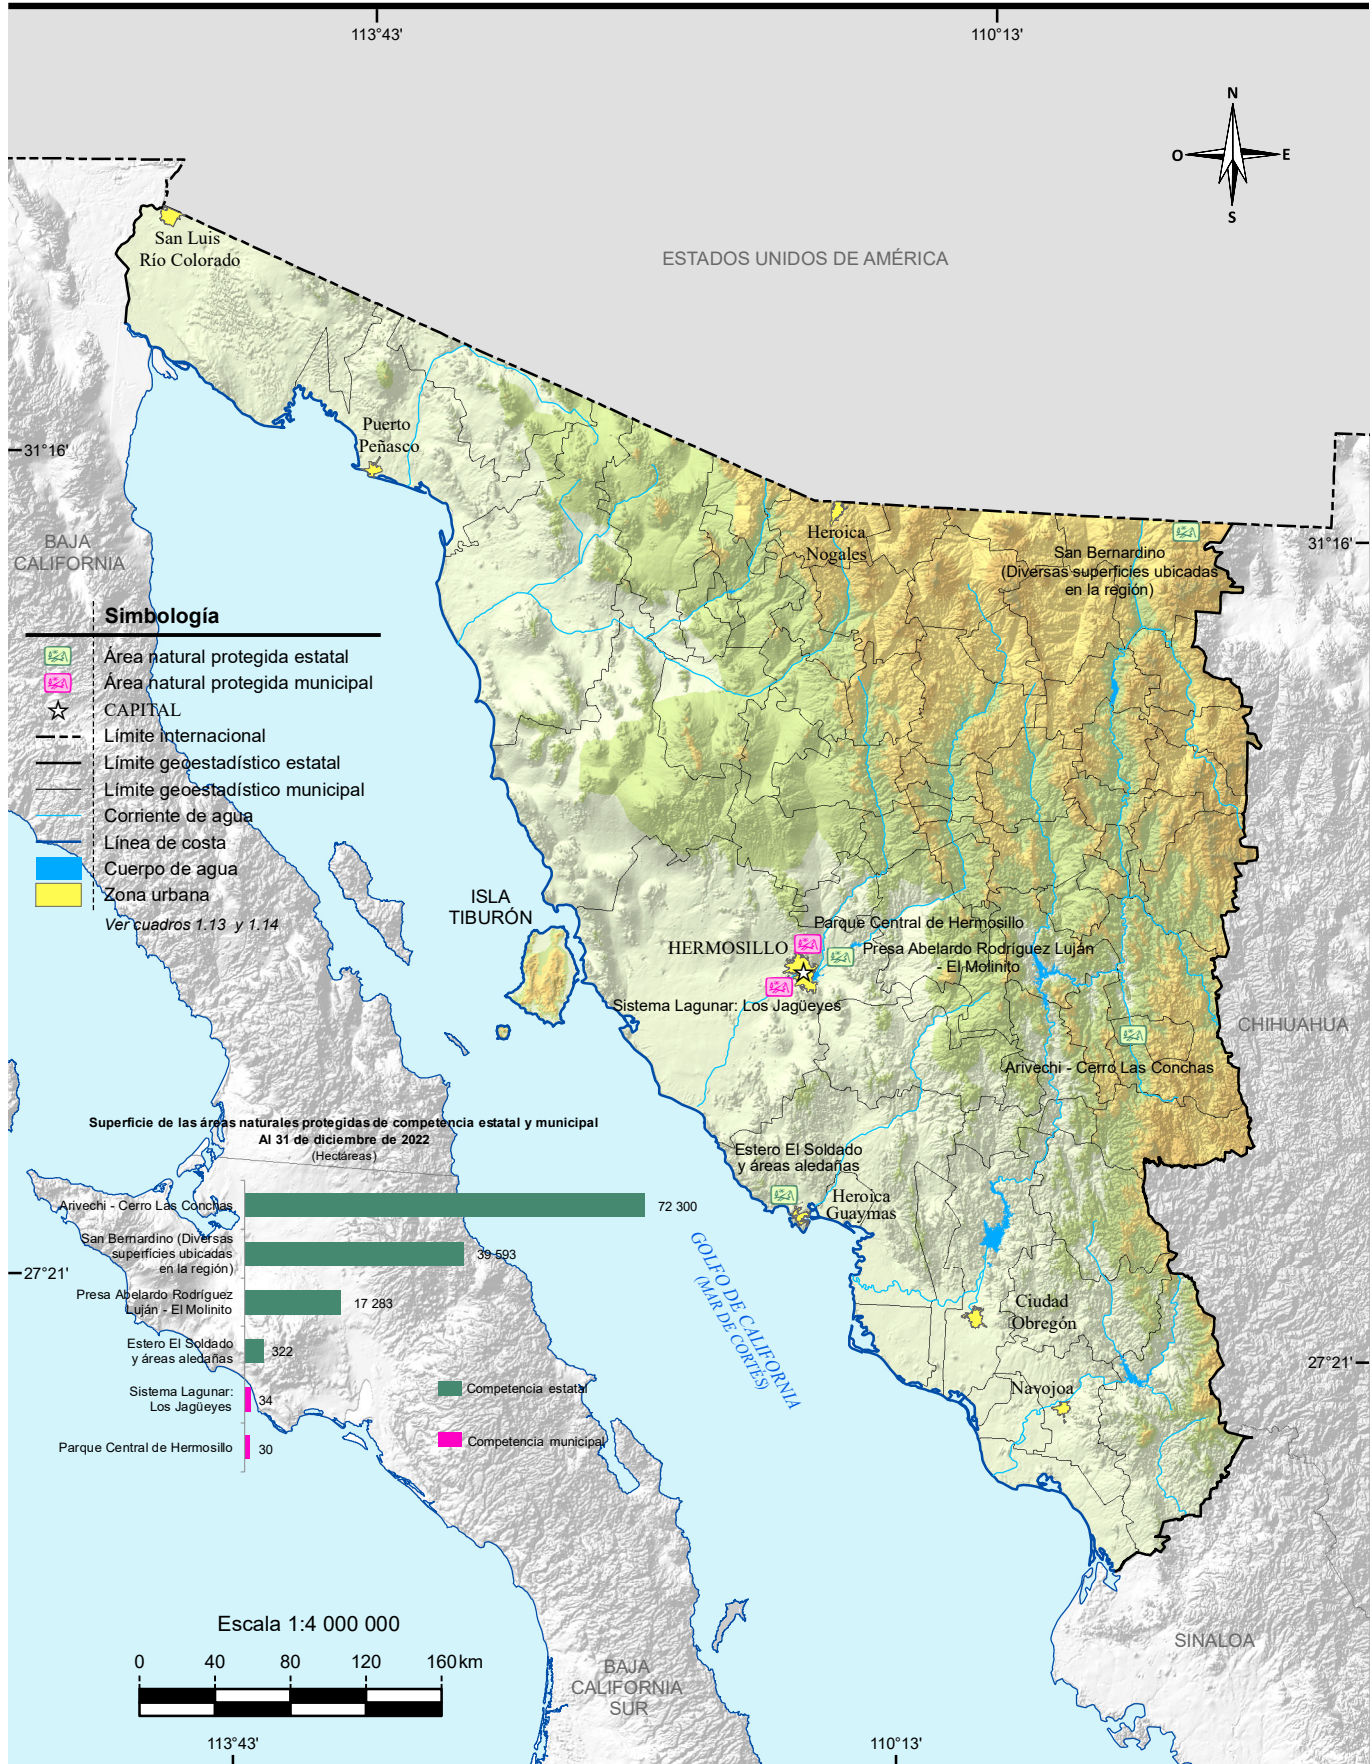 113°43'
110°13'
N
O
E
S
San Luis
Río Colorado
ESTADOS UNIDOS DE AMÉRICA
31°16'
Puerto
Peñasco
Heroica
Nogales
San Bernardino
(Diversas superficies ubicadas
en la región)
31°16'
BAJA
CALIFORNIA
Simbología
Área natural protegida estatal
Área natural protegida municipal
CAPITAL
Límite internacional
Límite geoestadístico estatal
Límite geoestadístico municipal
Corriente de agua
Línea de costa
Cuerpo de agua
Zona urbana
Ver cuadros 1.13 y 1.14
ISLA
TIBURÓN
Parque Central de Hermosillo
HERMOSILLO
Presa Abelardo Rodríguez Luján
- El Molinito
Sistema Lagunar: Los Jagüeyes
CHIHUAHUA
Arivechi - Cerro Las Conchas
Superficie de las áreas naturales protegidas de competencia estatal y municipal
Al 31 de diciembre de 2022
(Hectáreas)
Estero El Soldado
y áreas aledañas
Heroica
Guaymas
Arivechi - Cerro Las Conchas
72 300
San Bernardino (Diversas
superficies ubicadas
en la región)
39 593
27°21'
Presa Abelardo Rodríguez
Luján - El Molinito
17 283
Estero El Soldado
y áreas aledañas
322
Sistema Lagunar:
Los Jagüeyes
34
Parque Central de Hermosillo
30
Competencia estatal
Competencia municipal
GOLFO DE CALIFORNIA
(MAR DE CORTÉS)
Ciudad
Obregón
27°21'
Navojoa
Escala 1:4 000 000
0
40
80
120
160 km
BAJA
CALIFORNIA
SUR
SINALOA
113°43'
110°13'